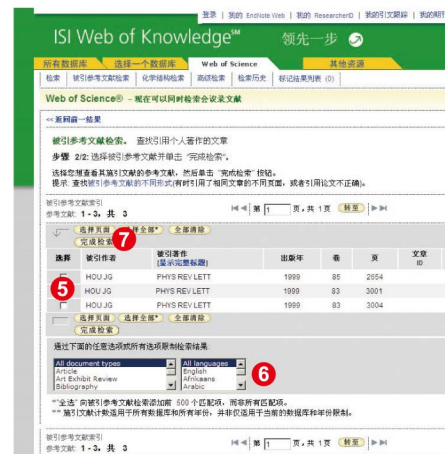 登录 | 我的 EndNote Web | 我的 ResearcherID | 我的引文跟踪 | 我的期刊
ISI Web of Knowledge℠ 领先一步
所有数据库 选择一个数据库 Web of Science 其他资源
检索 | 被引参考文献检索 | 化学结构检索 | 高级检索 | 检索历史 | 标记结果列表 (0)
Web of Science® – 现在可以同时检索会议录文献
<< 返回前一结果
被引参考文献检索。 查找引用个人著作的文章
步骤 2/2: 选择被引参考文献并单击 "完成检索"。
选择您想查看其施引文献的参考文献，然后单击 "完成检索" 按钮。
提示: 查找被引参考文献的不同形式(有时引用了相同文章的不同页面，或者引用论文不正确)。
被引参考文献索引
参考文献: 1 - 3，共 3 第 1 页，共 1 页 转至
选择页面 选择全部* 全部清除
完成检索 7
选择 被引作者 被引著作 [显示完整标题] 出版年 卷 页 文章 ID
HOU JG PHYS REV LETT 1999 85 2654
5 HOU JG PHYS REV LETT 1999 83 3001
HOU JG PHYS REV LETT 1999 83 3004
选择页面 选择全部* 全部清除
完成检索
通过下面的任意选项或所有选项限制检索结果:
All document types All languages
Article English
Art Exhibit Review Afrikaans
Bibliography Arabic
6
*"全选" 向被引参考文献检索添加前 500 个匹配项，而非所有匹配项。
** 施引文献计数适用于所有数据库和所有年份，并非仅适用于当前的数据库和年份限制。
被引参考文献索引
参考文献: 1 - 3，共 3 第 1 页，共 1 页 转至